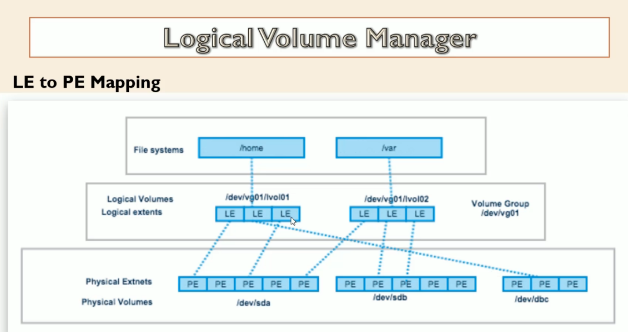 Logical Volume Manager
LE to PE Mapping
File systems
/home
/var
Logical Volumes
/dev/vg01/lvol01
/dev/vg01/lvol02
Volume Group
Logical extents
LE LE LE
LE LE LE
/dev/vg01
Physical Extnets
PE PE PE PE PE
PE PE PE PE PE
PE PE PE
Physical Volumes
/dev/sda
/dev/sdb
/dev/dbc